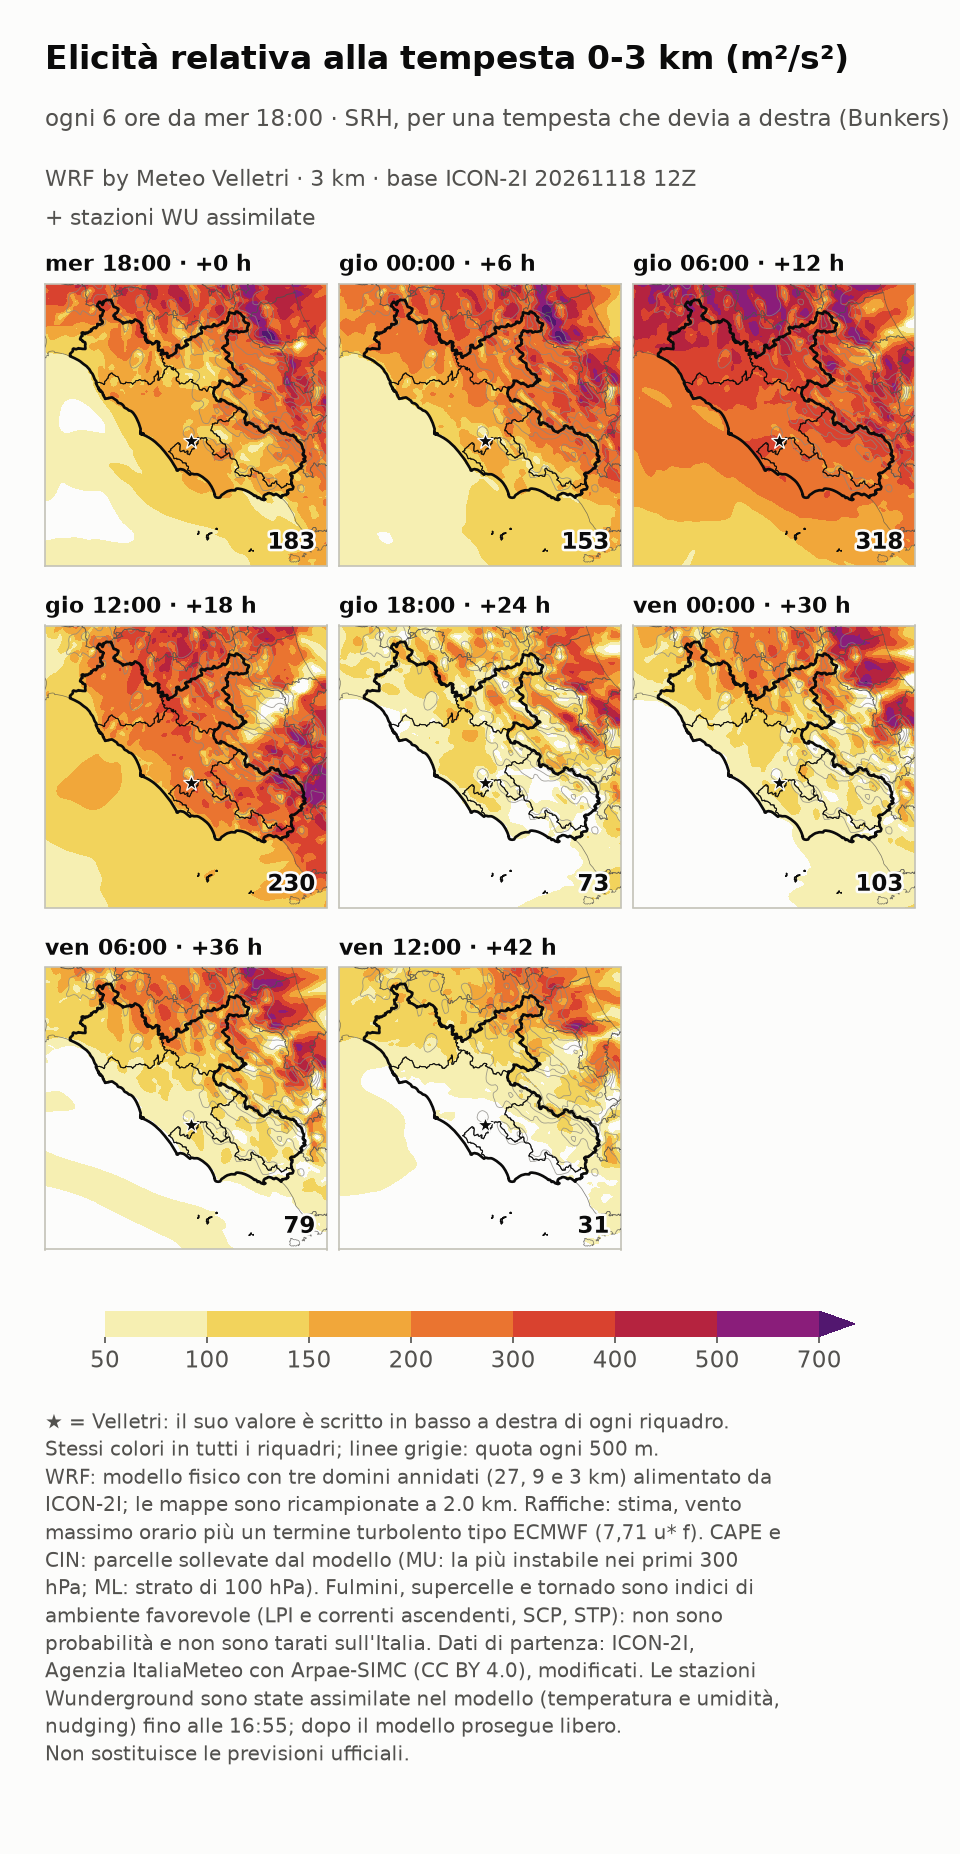 Elicità relativa alla tempesta 0-3 km (m²/s²)
ogni 6 ore da mer 18:00 · SRH, per una tempesta che devia a destra (Bunkers)
WRF by Meteo Velletri · 3 km · base ICON-2I 20261118 12Z
+ stazioni WU assimilate
mer 18:00 · +0 h
gio 00:00 · +6 h
gio 06:00 · +12 h
183
153
318
gio 12:00 · +18 h
gio 18:00 · +24 h
ven 00:00 · +30 h
230
73
103
ven 06:00 · +36 h
ven 12:00 · +42 h
79
31
50 100 150 200 300 400 500 700
★ = Velletri: il suo valore è scritto in basso a destra di ogni riquadro.
Stessi colori in tutti i riquadri; linee grigie: quota ogni 500 m.
WRF: modello fisico con tre domini annidati (27, 9 e 3 km) alimentato da
ICON-2I; le mappe sono ricampionate a 2.0 km. Raffiche: stima, vento
massimo orario più un termine turbolento tipo ECMWF (7,71 u* f). CAPE e
CIN: parcelle sollevate dal modello (MU: la più instabile nei primi 300
hPa; ML: strato di 100 hPa). Fulmini, supercelle e tornado sono indici di
ambiente favorevole (LPI e correnti ascendenti, SCP, STP): non sono
probabilità e non sono tarati sull'Italia. Dati di partenza: ICON-2I,
Agenzia ItaliaMeteo con Arpae-SIMC (CC BY 4.0), modificati. Le stazioni
Wunderground sono state assimilate nel modello (temperatura e umidità,
nudging) fino alle 16:55; dopo il modello prosegue libero.
Non sostituisce le previsioni ufficiali.